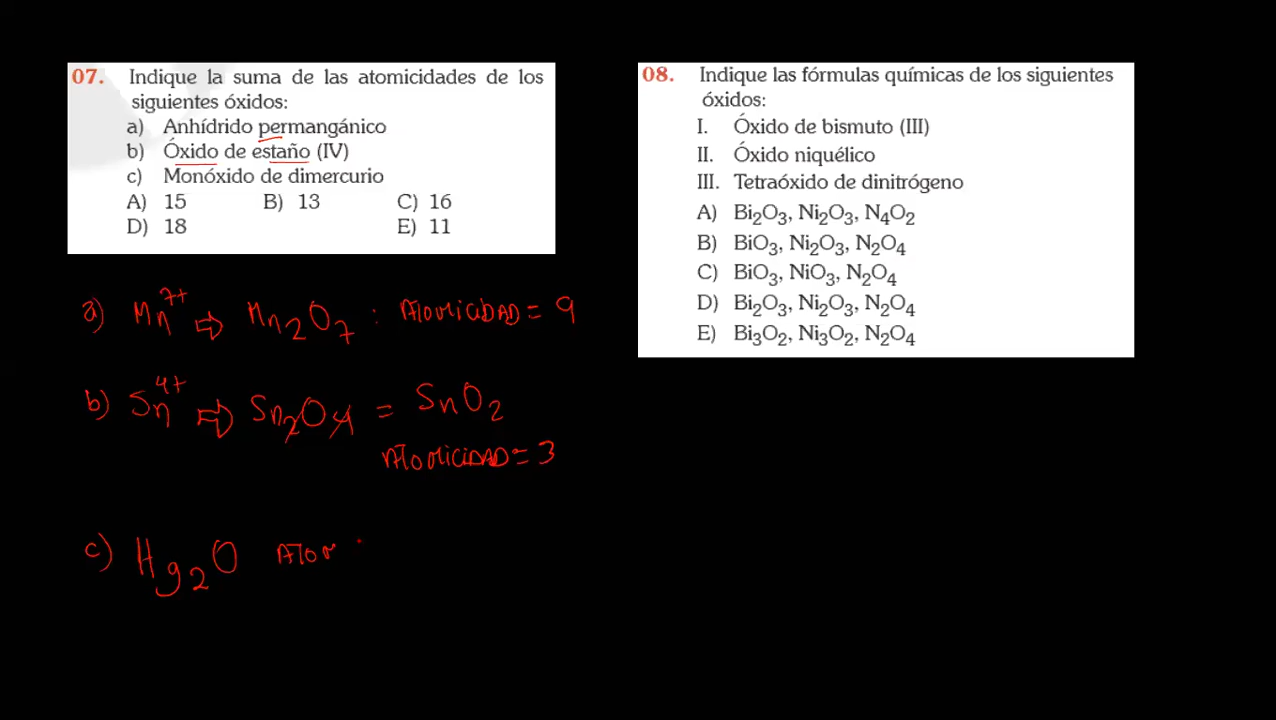 07. Indique la suma de las atomicidades de los
siguientes óxidos:
a) Anhídrido permangánico
b) Óxido de estaño (IV)
c) Monóxido de dimercurio
A) 15 B) 13 C) 16
D) 18 E) 11
a) Mn⁷⁺ ⇨ Mn₂O₇ : ATOMICIDAD = 9
b) Sn⁴⁺ ⇨ Sn₂O₄ = SnO₂
ATOMICIDAD = 3
c) Hg₂O ATOM
08. Indique las fórmulas químicas de los siguientes
óxidos:
I. Óxido de bismuto (III)
II. Óxido niquélico
III. Tetraóxido de dinitrógeno
A) Bi₂O₃, Ni₂O₃, N₄O₂
B) BiO₃, Ni₂O₃, N₂O₄
C) BiO₃, NiO₃, N₂O₄
D) Bi₂O₃, Ni₂O₃, N₂O₄
E) Bi₃O₂, Ni₃O₂, N₂O₄